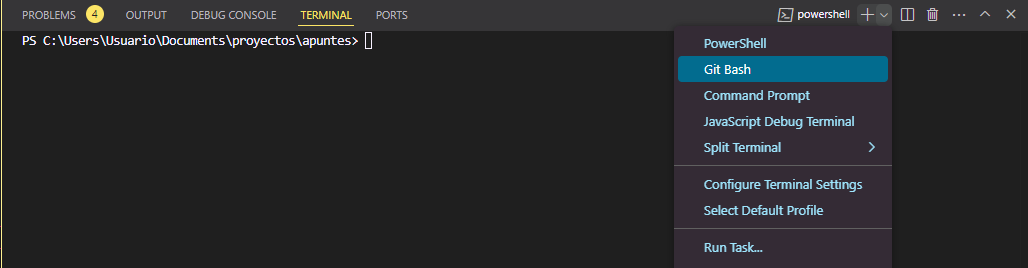 PROBLEMS 4 OUTPUT DEBUG CONSOLE TERMINAL PORTS powershell
PS C:\Users\Usuario\Documents\proyectos\apuntes>
PowerShell
Git Bash
Command Prompt
JavaScript Debug Terminal
Split Terminal
Configure Terminal Settings
Select Default Profile
Run Task...